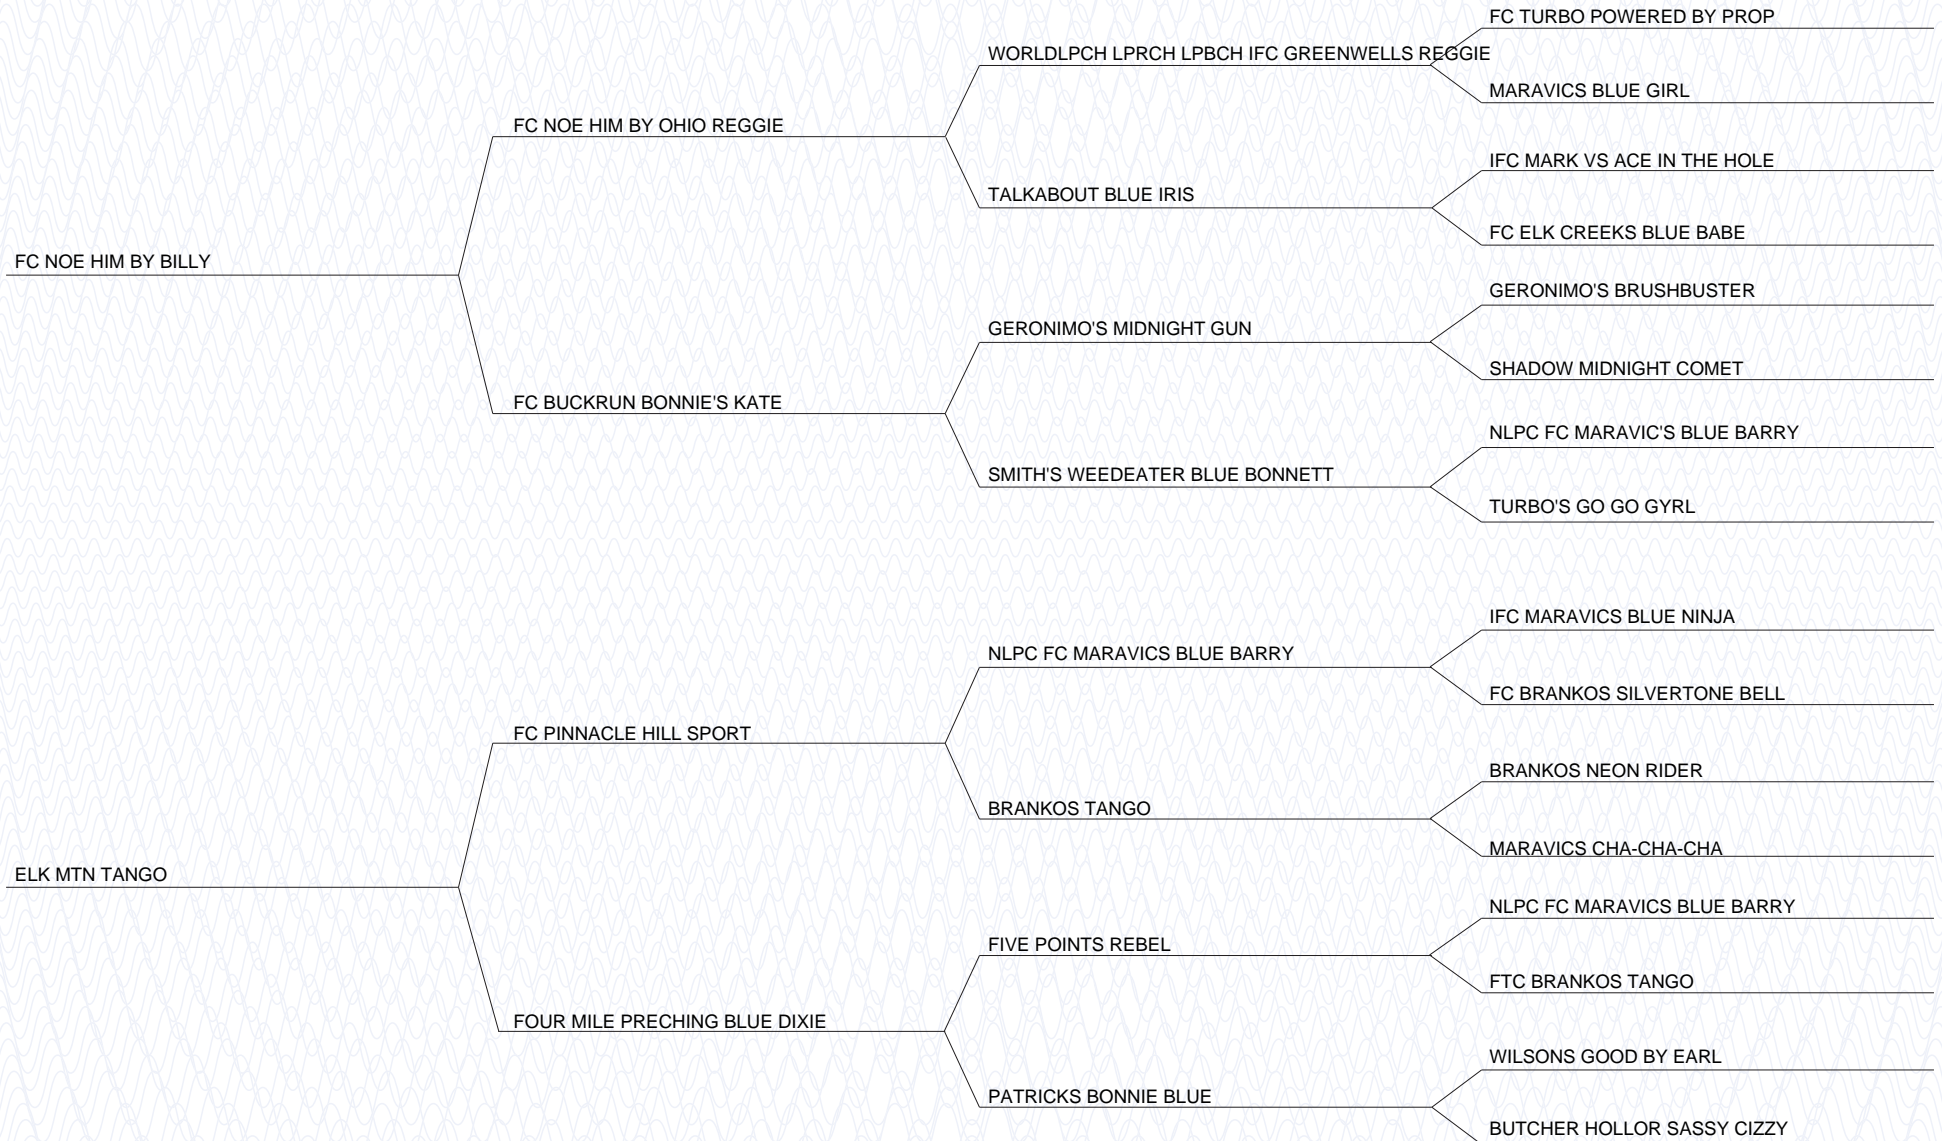 FC TURBO POWERED BY PROP
WORLDLPCH LPRCH LPBCH IFC GREENWELLS REGGIE
MARAVICS BLUE GIRL
FC NOE HIM BY OHIO REGGIE
IFC MARK VS ACE IN THE HOLE
TALKABOUT BLUE IRIS
FC ELK CREEKS BLUE BABE
FC NOE HIM BY BILLY
GERONIMO'S BRUSHBUSTER
GERONIMO'S MIDNIGHT GUN
SHADOW MIDNIGHT COMET
FC BUCKRUN BONNIE'S KATE
NLPC FC MARAVIC'S BLUE BARRY
SMITH'S WEEDEATER BLUE BONNETT
TURBO'S GO GO GYRL
IFC MARAVICS BLUE NINJA
NLPC FC MARAVICS BLUE BARRY
FC BRANKOS SILVERTONE BELL
FC PINNACLE HILL SPORT
BRANKOS NEON RIDER
BRANKOS TANGO
MARAVICS CHA-CHA-CHA
ELK MTN TANGO
NLPC FC MARAVICS BLUE BARRY
FIVE POINTS REBEL
FTC BRANKOS TANGO
FOUR MILE PRECHING BLUE DIXIE
WILSONS GOOD BY EARL
PATRICKS BONNIE BLUE
BUTCHER HOLLOR SASSY CIZZY